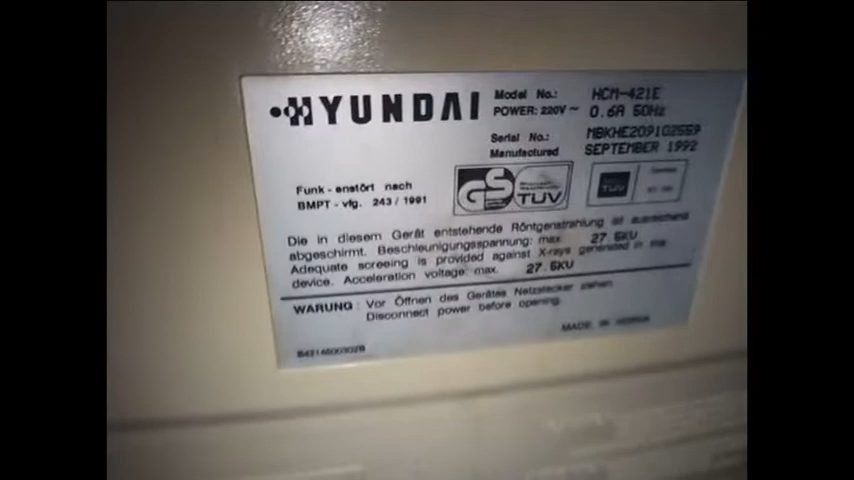 HYUNDAI
Model No.: HCM-421E
POWER: 220V ~ 0.6A 50Hz
Serial No.: MBKHE209102559
Manufactured SEPTEMBER 1992
Funk - enstört nach
BMPT - vfg. 243 / 1991
GS
TUV
TUV
Die in diesem Gerät entstehende Röntgenstrahlung ist ausreichend
abgeschirmt. Beschleunigungsspannung: max. 27.5KV
Adequate screeing is provided against X-rays generated in this
device. Acceleration voltage: max. 27.5KV
WARUNG : Vor Öffnen des Gerätes Netzstecker ziehen
Disconnect power before opening.
MADE IN KOREA